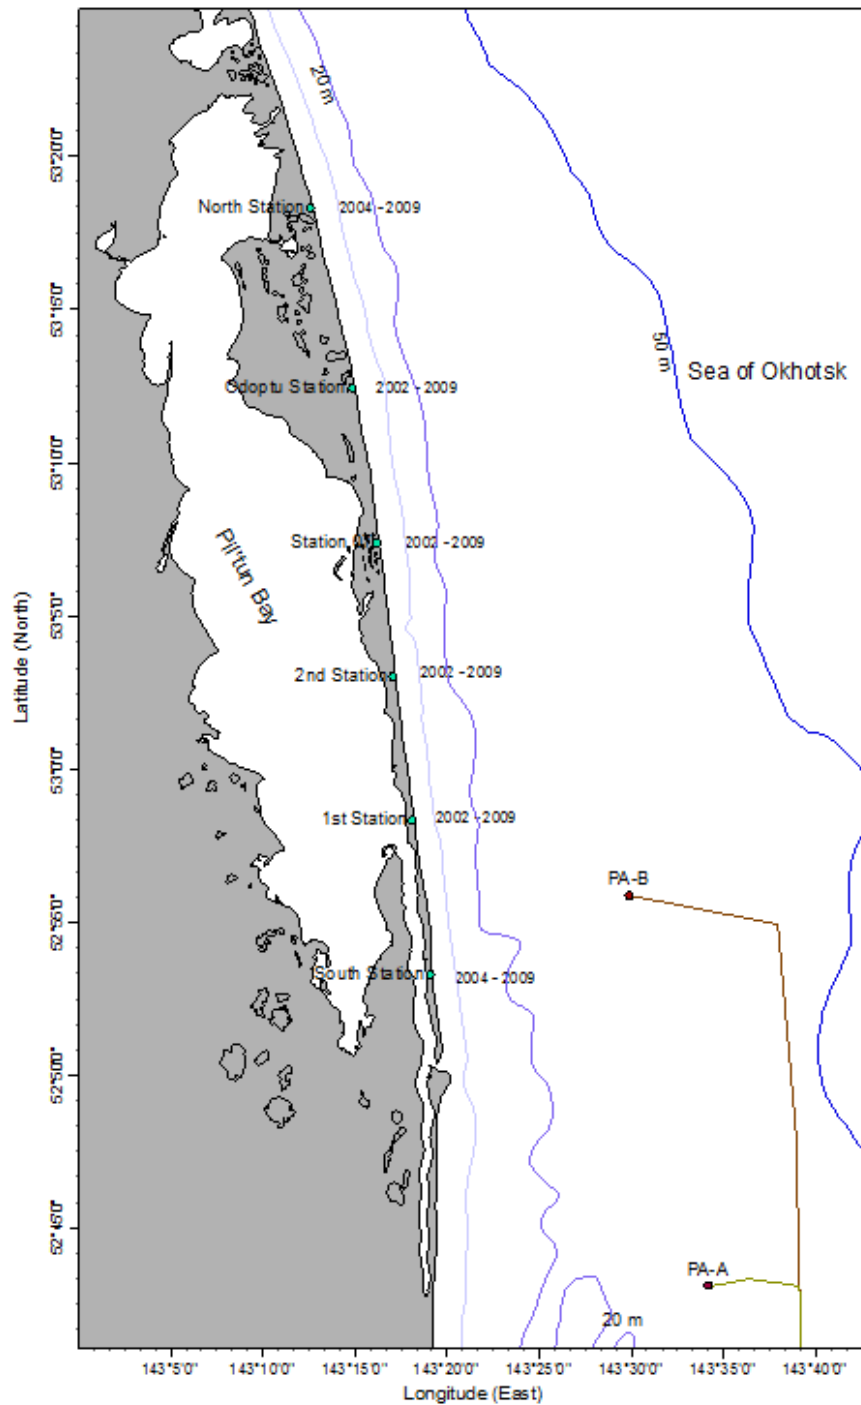 20 m
53°20'0"
North Station
2004 - 2009
53°15'0"
50 m
Sea of Okhotsk
Odoptu Station
2002 - 2009
53°10'0"
Station
2002 - 2009
Pil'tun Bay
53°5'0"
2nd Station
2002 - 2009
Latitude (North)
53°0'0"
1st Station
2002 - 2009
PA-B
52°55'0"
South Station
2004 - 2009
52°50'0"
52°45'0"
PA-A
20 m
143°5'0"
143°10'0"
143°15'0"
143°20'0"
143°25'0"
143°30'0"
143°35'0"
143°40'0"
Longitude (East)